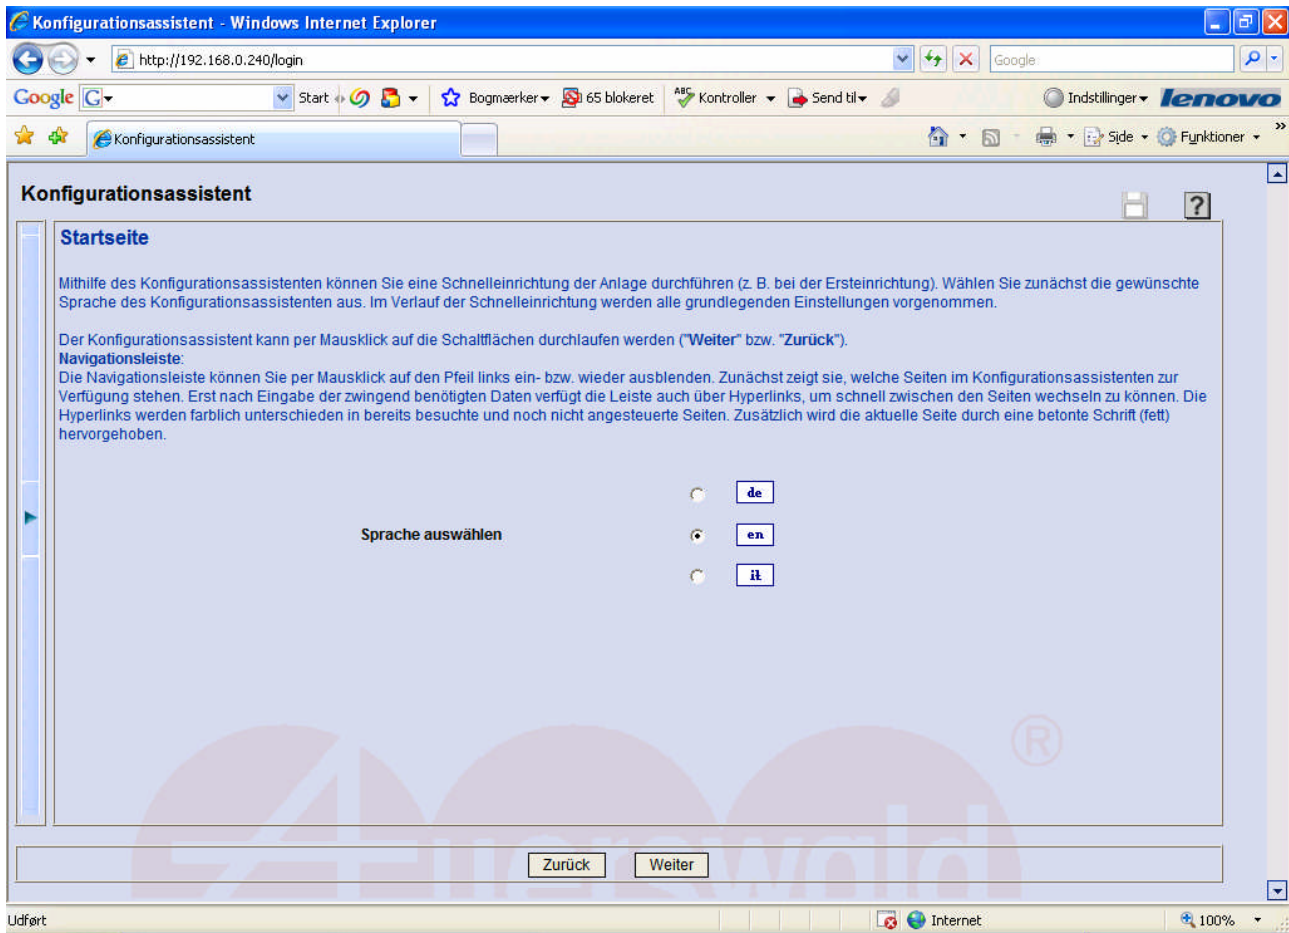 Konfigurationsassistent - Windows Internet Explorer
http://192.168.0.240/login
Google
Google G Start Bogmærker 65 blokeret ABC Kontroller Send til Indstillinger lenovo
Konfigurationsassistent
Side Funktioner »
Konfigurationsassistent
?
Startseite
Mithilfe des Konfigurationsassistenten können Sie eine Schnelleinrichtung der Anlage durchführen (z. B. bei der Ersteinrichtung). Wählen Sie zunächst die gewünschte
Sprache des Konfigurationsassistenten aus. Im Verlauf der Schnelleinrichtung werden alle grundlegenden Einstellungen vorgenommen.
Der Konfigurationsassistent kann per Mausklick auf die Schaltflächen durchlaufen werden ("Weiter" bzw. "Zurück").
Navigationsleiste:
Die Navigationsleiste können Sie per Mausklick auf den Pfeil links ein- bzw. wieder ausblenden. Zunächst zeigt sie, welche Seiten im Konfigurationsassistenten zur
Verfügung stehen. Erst nach Eingabe der zwingend benötigten Daten verfügt die Leiste auch über Hyperlinks, um schnell zwischen den Seiten wechseln zu können. Die
Hyperlinks werden farblich unterschieden in bereits besuchte und noch nicht angesteuerte Seiten. Zusätzlich wird die aktuelle Seite durch eine betonte Schrift (fett)
hervorgehoben.
de
Sprache auswählen
en
it
®
Auerswald
Zurück Weiter
Udført Internet 100%